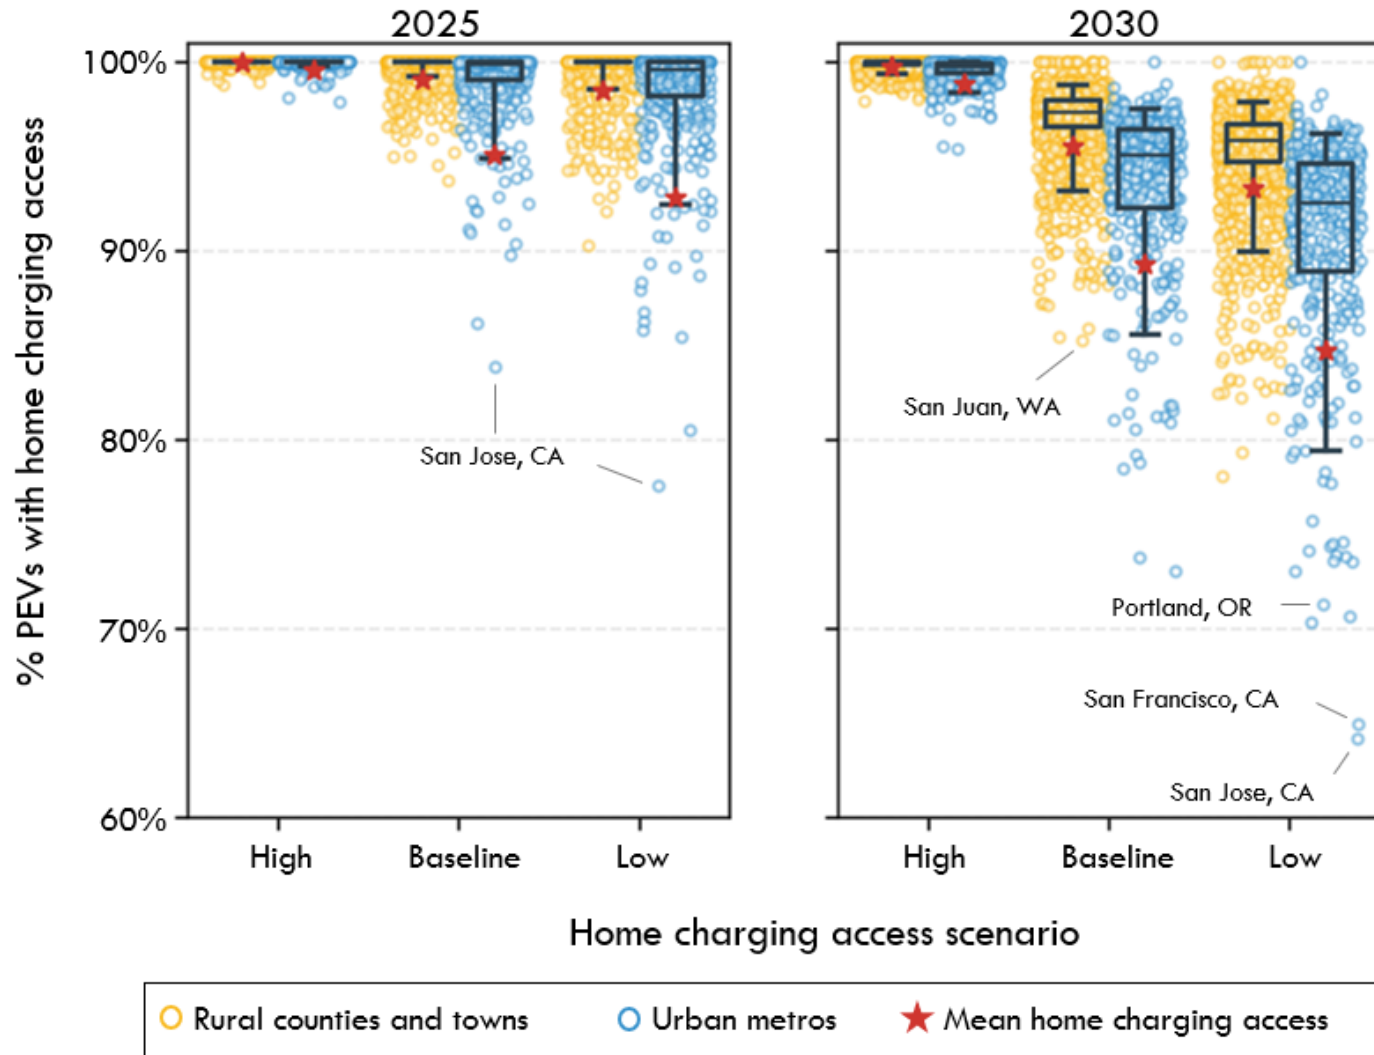 2025
2030
% PEVs with home charging access
100%
90%
80%
70%
60%
San Jose, CA
San Juan, WA
Portland, OR
San Francisco, CA
San Jose, CA
High
Baseline
Low
High
Baseline
Low
Home charging access scenario
Rural counties and towns
Urban metros
Mean home charging access